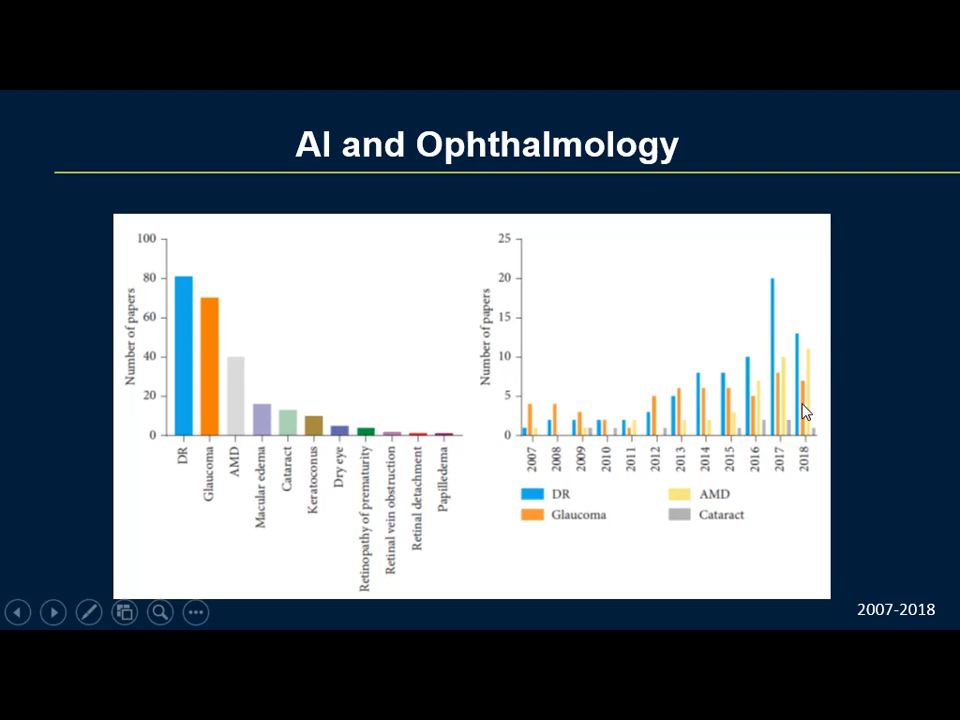 AI and Ophthalmology
Number of papers
100
80
60
40
20
0
DR
Glaucoma
AMD
Macular edema
Cataract
Keratoconus
Dry eye
Retinopathy of prematurity
Retinal vein obstruction
Retinal detachment
Papilledema
Number of papers
25
20
15
10
5
0
2007
2008
2009
2010
2011
2012
2013
2014
2015
2016
2017
2018
DR
AMD
Glaucoma
Cataract
2007-2018